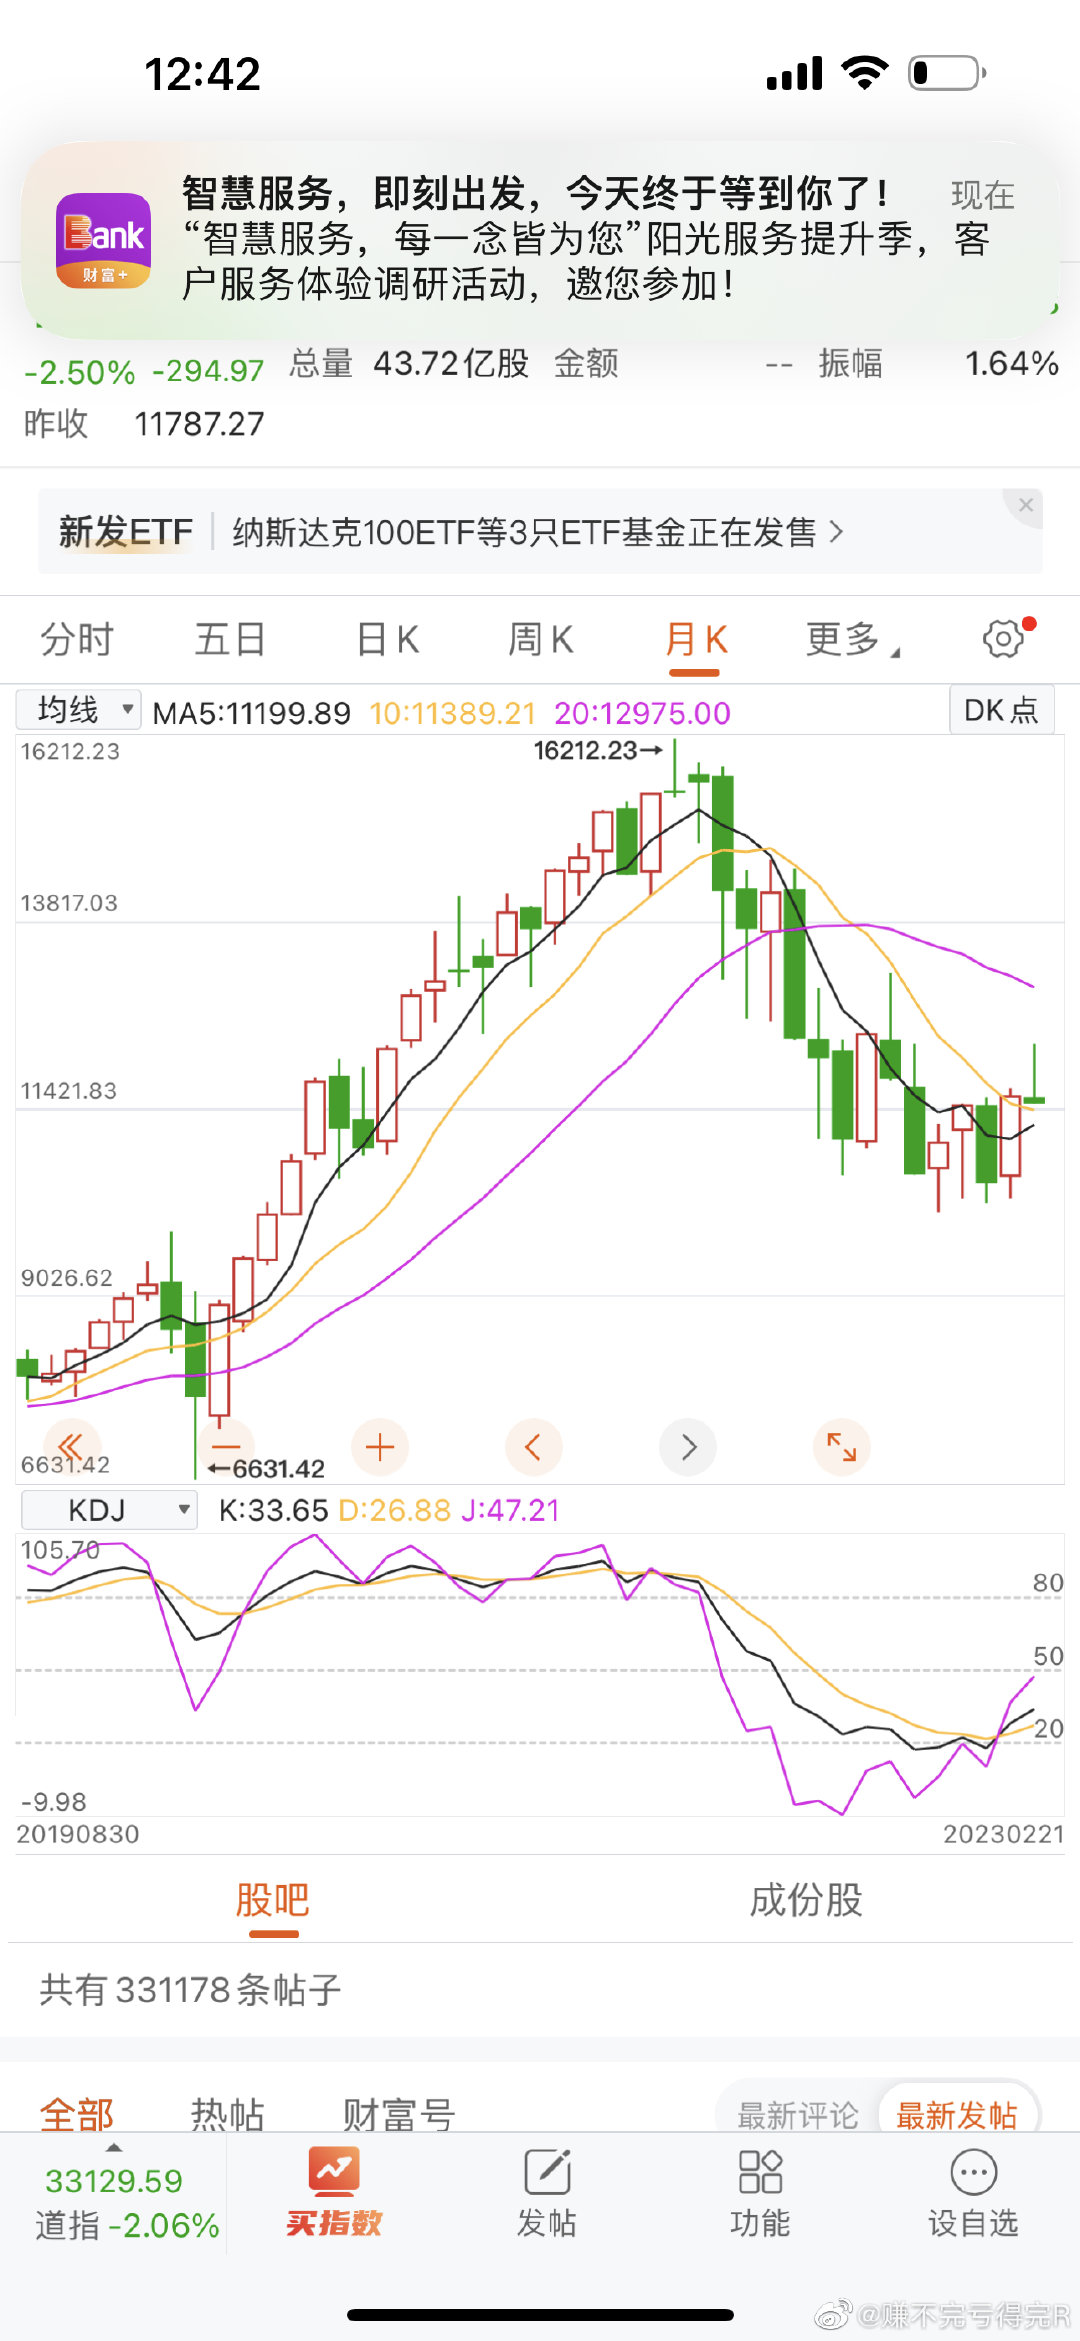 12:42
智慧服务，即刻出发，今天终于等到你了！
现在
“智慧服务，每一念皆为您”阳光服务提升季，客
户服务体验调研活动，邀您参加！
Bank
财富+
-2.50% -294.97 总量 43.72亿股 金额 -- 振幅 1.64%
昨收 11787.27
新发ETF 纳斯达克100ETF等3只ETF基金正在发售
分时 五日 日K 周K 月K 更多
均线 MA5:11199.89 10:11389.21 20:12975.00 DK点
16212.23
16212.23→
13817.03
11421.83
9026.62
6631.42
←6631.42
KDJ K:33.65 D:26.88 J:47.21
105.70
80
50
20
-9.98
20190830 20230221
股吧 成份股
共有331178条帖子
全部 热帖 财富号 最新评论 最新发帖
33129.59
道指 -2.06%
买指数 发帖 功能 设自选
@赚不完亏得完R